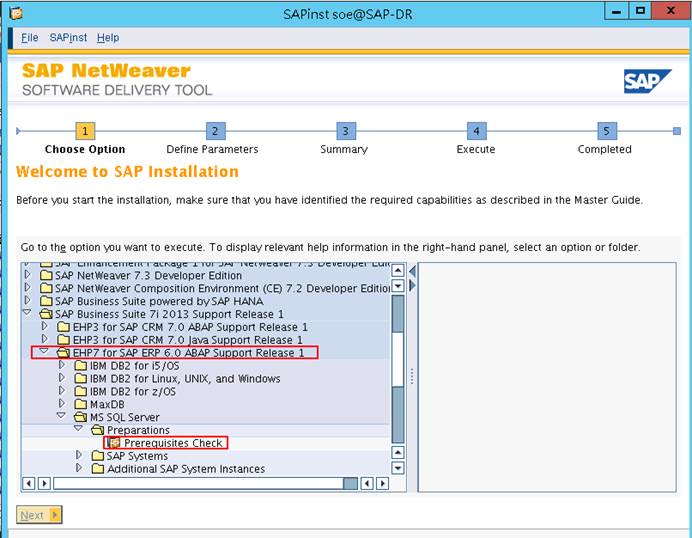 SAPinst soe@SAP-DR
File SAPinst Help
SAP NetWeaver
SOFTWARE DELIVERY TOOL
SAP
1 2 3 4 5
Choose Option Define Parameters Summary Execute Completed
Welcome to SAP Installation
Before you start the installation, make sure that you have identified the required capabilities as described in the Master Guide.
Go to the option you want to execute. To display relevant help information in the right-hand panel, select an option or folder.
SAP Enhancement Package 1 for SAP NetWeaver 7.3 Developer Edit
SAP NetWeaver 7.3 Developer Edition
SAP NetWeaver Composition Environment (CE) 7.2 Developer Edition
SAP Business Suite powered by SAP HANA
SAP Business Suite 7i 2013 Support Release 1
EHP3 for SAP CRM 7.0 ABAP Support Release 1
EHP3 for SAP CRM 7.0 Java Support Release 1
EHP7 for SAP ERP 6.0 ABAP Support Release 1
IBM DB2 for i5/OS
IBM DB2 for Linux, UNIX, and Windows
IBM DB2 for z/OS
MaxDB
MS SQL Server
Preparations
Prerequisites Check
SAP Systems
Additional SAP System Instances
Next